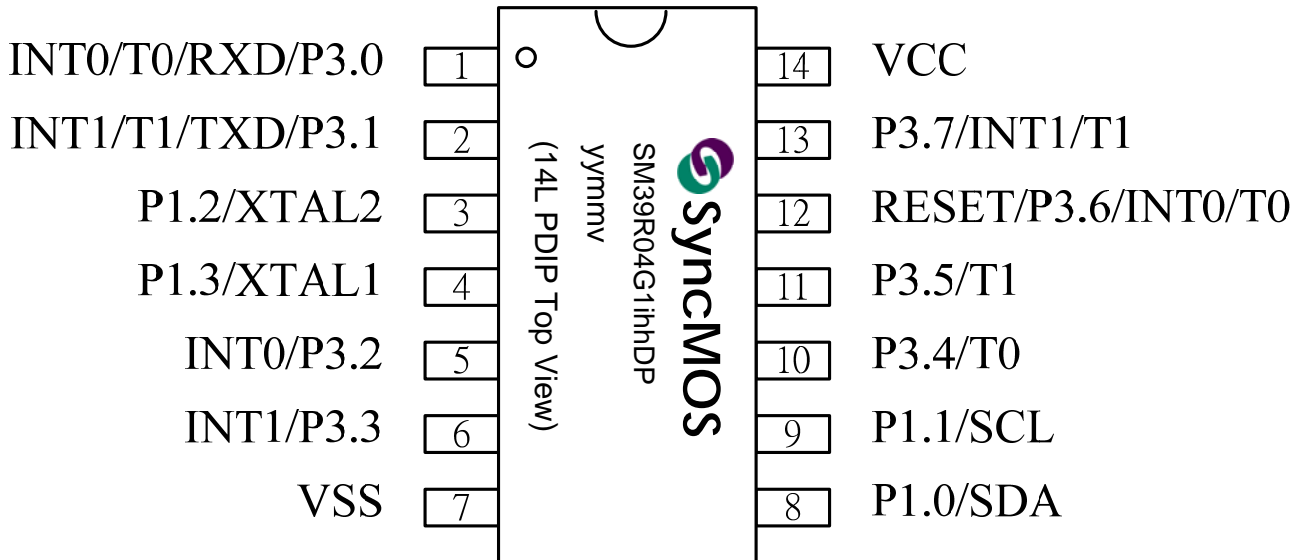 INT0/T0/RXD/P3.0 1
INT1/T1/TXD/P3.1 2
P1.2/XTAL2 3
P1.3/XTAL1 4
INT0/P3.2 5
INT1/P3.3 6
VSS 7
SyncMOS
SM39R04G1ihhDP
yymmv
(14L PDIP Top View)
14 VCC
13 P3.7/INT1/T1
12 RESET/P3.6/INT0/T0
11 P3.5/T1
10 P3.4/T0
9 P1.1/SCL
8 P1.0/SDA